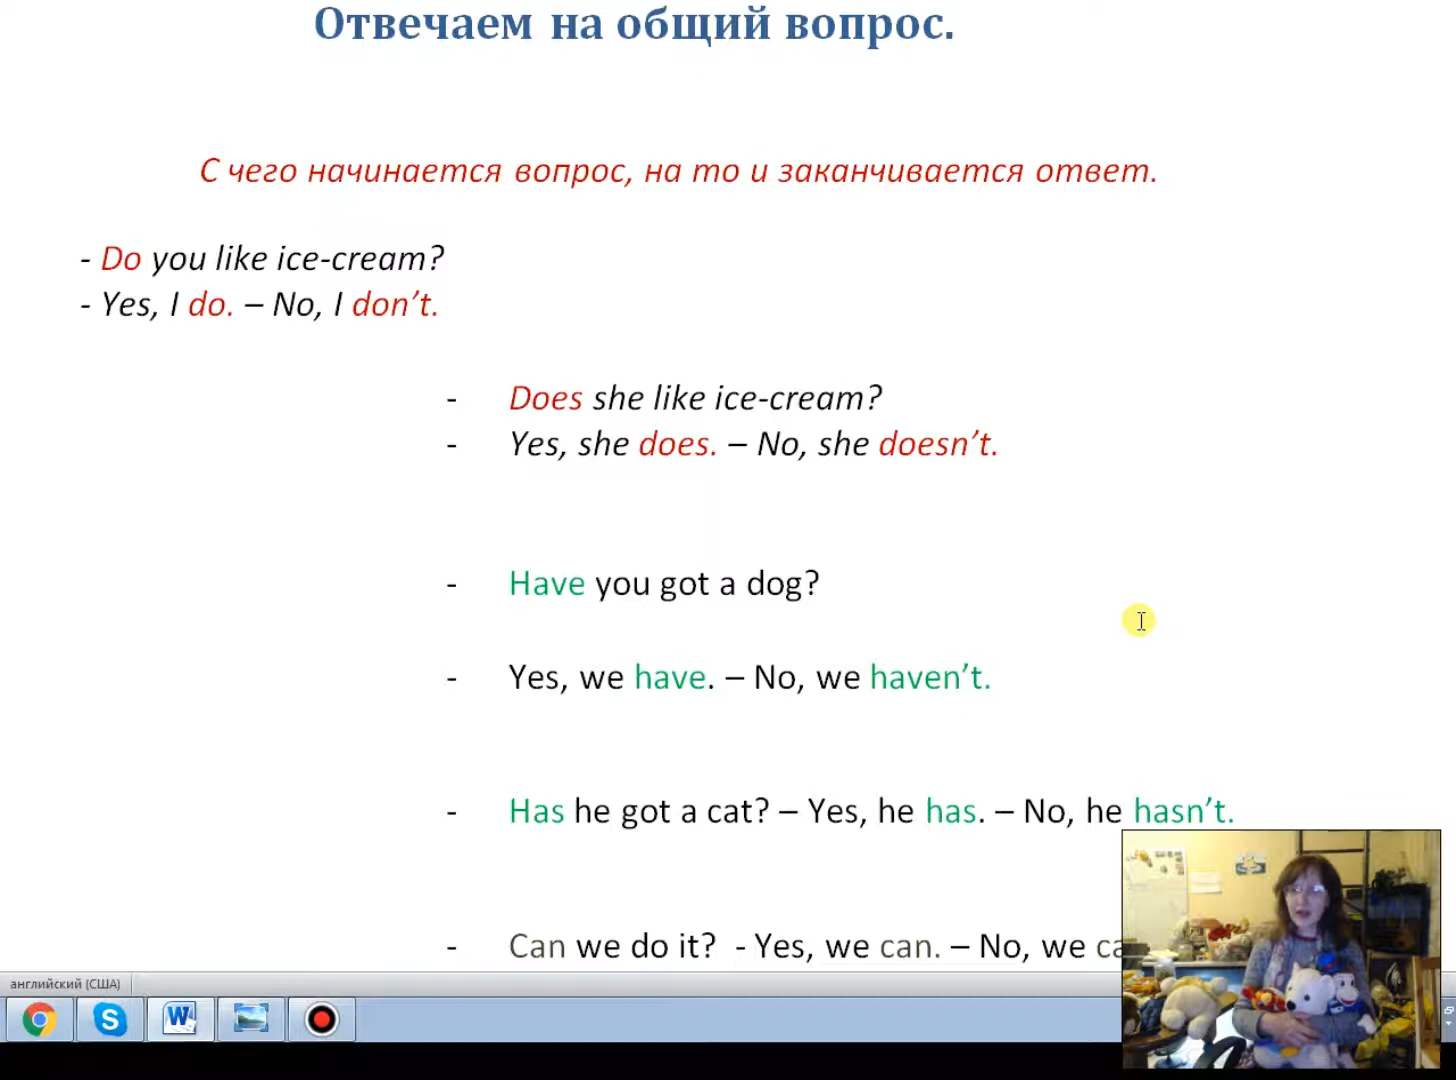 Отвечаем на общий вопрос.
С чего начинается вопрос, на то и заканчивается ответ.
- Do you like ice-cream?
- Yes, I do. – No, I don’t.
- Does she like ice-cream?
- Yes, she does. – No, she doesn’t.
- Have you got a dog?
- Yes, we have. – No, we haven’t.
- Has he got a cat? – Yes, he has. – No, he hasn’t.
- Can we do it? - Yes, we can. – No, we
английский (США)